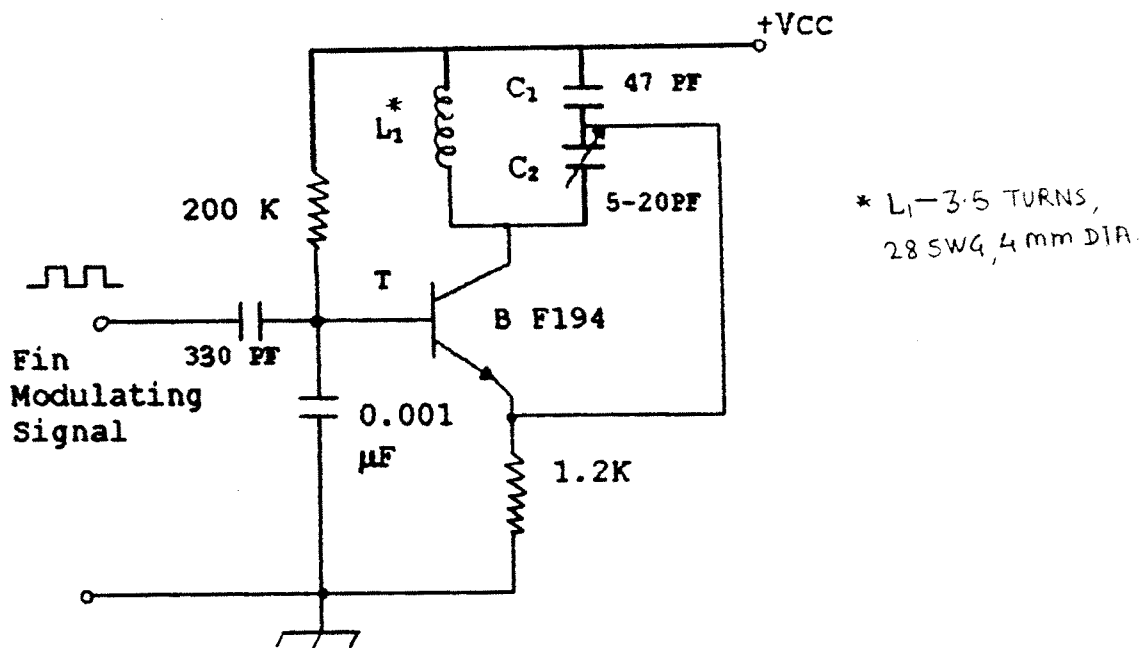 +VCC
C1
47 PF
L1*
C2
5-20PF
200 K
* L1-3.5 TURNS,
28 SWG, 4 mm DIA.
T
B F194
330 PF
Fin
Modulating
Signal
0.001
μF
1.2K